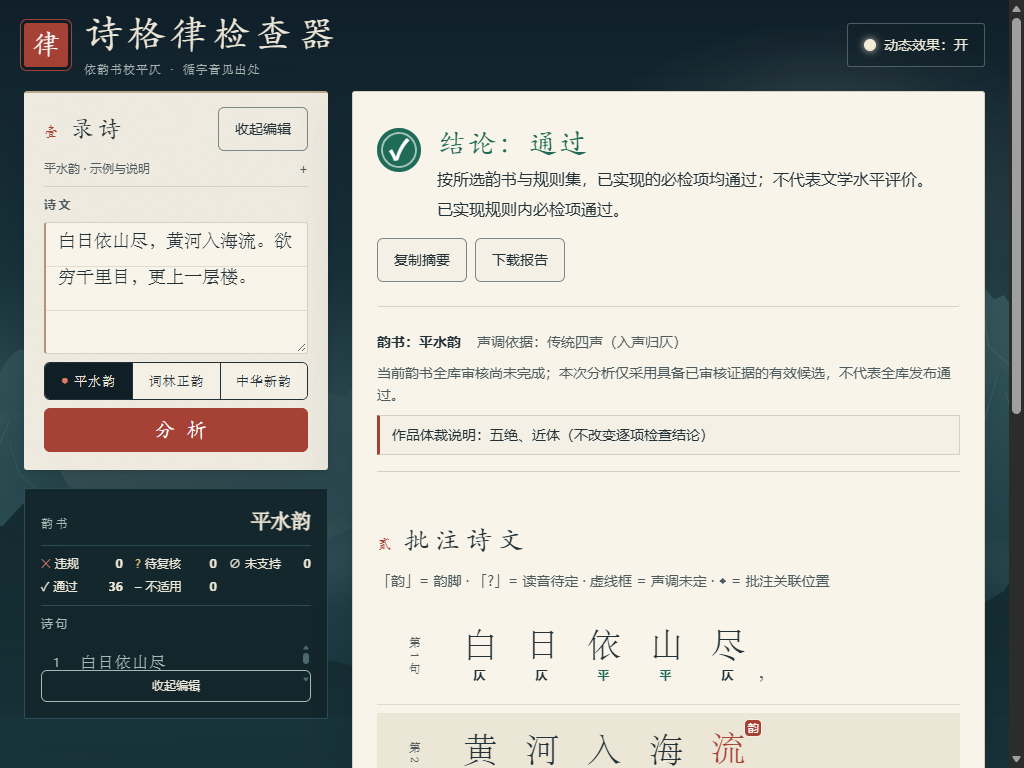 律
诗格律检查器
依韵书校平仄 · 循字音见出处
动态效果：开
壹 录诗
收起编辑
平水韵 · 示例与说明 +
诗文
白日依山尽，黄河入海流。欲
穷千里目，更上一层楼。
平水韵 词林正韵 中华新韵
分析
韵书 平水韵
× 违规 0 ? 待复核 0 ∅ 未支持 0
✓ 通过 36 – 不适用 0
诗句
1 白日依山尽
收起编辑
结论：通过
按所选韵书与规则集，已实现的必检项均通过；不代表文学水平评价。
已实现规则内必检项通过。
复制摘要 下载报告
韵书：平水韵 声调依据：传统四声（入声归仄）
当前韵书全库审核尚未完成；本次分析仅采用具备已审核证据的有效候选，不代表全库发布通
过。
作品体裁说明：五绝、近体（不改变逐项检查结论）
贰 批注诗文
「韵」= 韵脚 ·「?」= 读音待定 · 虚线框 = 声调未定 · ◆ = 批注关联位置
第1句 白 日 依 山 尽 ，
仄 仄 平 平 仄
第2 黄 河 入 海 流 韵